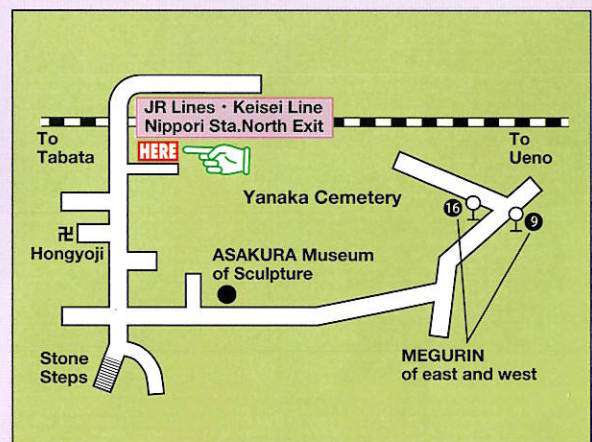 JR Lines・Keisei Line
Nippori Sta.North Exit
To
Tabata
HERE
To
Ueno
Yanaka Cemetery
16
9
卍
Hongyoji
ASAKURA Museum
of Sculpture
Stone
Steps
MEGURIN
of east and west